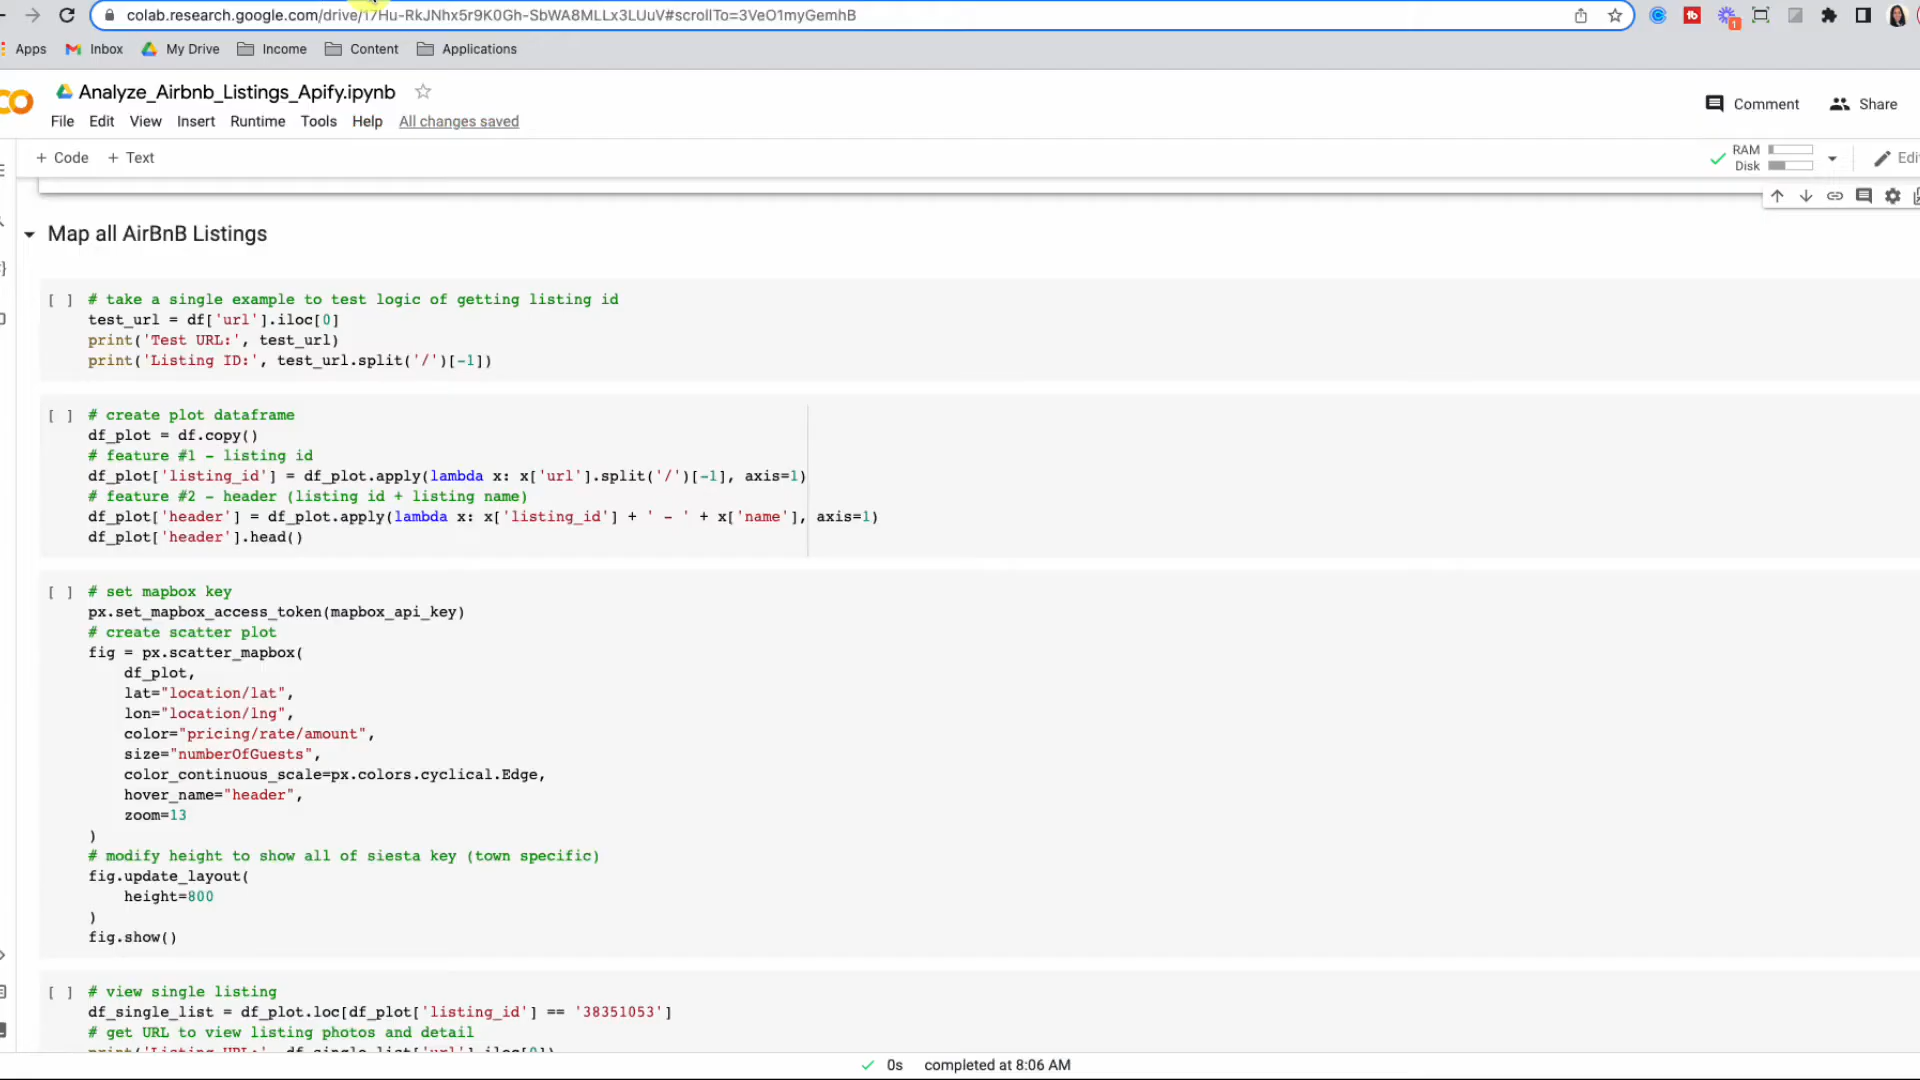 colab.research.google.com/drive/17Hu-RkJNhx5r9K0Gh-SbWA8MLLx3LUuV#scrollTo=3VeO1myGemhB
1
Apps Inbox My Drive Income Content Applications
Analyze_Airbnb_Listings_Apify.ipynb
Comment Share
File Edit View Insert Runtime Tools Help All changes saved
+ Code + Text
RAM
Disk
Map all AirBnB Listings
[ ] # take a single example to test logic of getting listing id
test_url = df['url'].iloc[0]
print('Test URL:', test_url)
print('Listing ID:', test_url.split('/')[-1])
[ ] # create plot dataframe
df_plot = df.copy()
# feature #1 - listing id
df_plot['listing_id'] = df_plot.apply(lambda x: x['url'].split('/')[-1], axis=1)
# feature #2 - header (listing id + listing name)
df_plot['header'] = df_plot.apply(lambda x: x['listing_id'] + ' - ' + x['name'], axis=1)
df_plot['header'].head()
[ ] # set mapbox key
px.set_mapbox_access_token(mapbox_api_key)
# create scatter plot
fig = px.scatter_mapbox(
df_plot,
lat="location/lat",
lon="location/lng",
color="pricing/rate/amount",
size="numberOfGuests",
color_continuous_scale=px.colors.cyclical.Edge,
hover_name="header",
zoom=13
)
# modify height to show all of siesta key (town specific)
fig.update_layout(
height=800
)
fig.show()
[ ] # view single listing
df_single_list = df_plot.loc[df_plot['listing_id'] == '38351053']
# get URL to view listing photos and detail
print('Listing URL:', df_single_list['url'].iloc[0])
0s completed at 8:06 AM